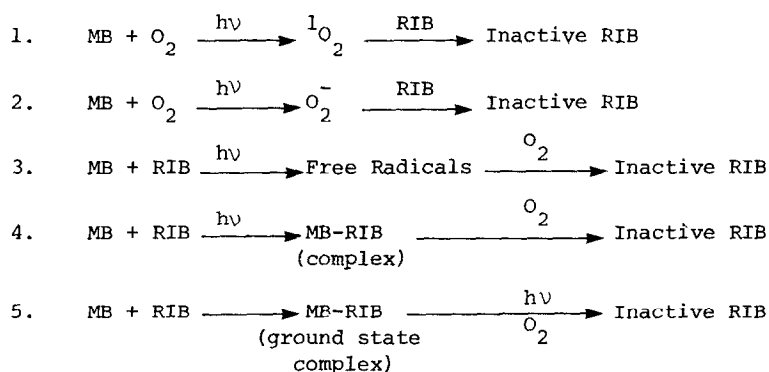 1. MB + O₂ hν → ¹O₂ RIB → Inactive RIB
2. MB + O₂ hν → O₂⁻ RIB → Inactive RIB
3. MB + RIB hν → Free Radicals O₂ → Inactive RIB
4. MB + RIB hν → MB-RIB O₂ → Inactive RIB
(complex)
5. MB + RIB → MB-RIB hν O₂ → Inactive RIB
(ground state
complex)